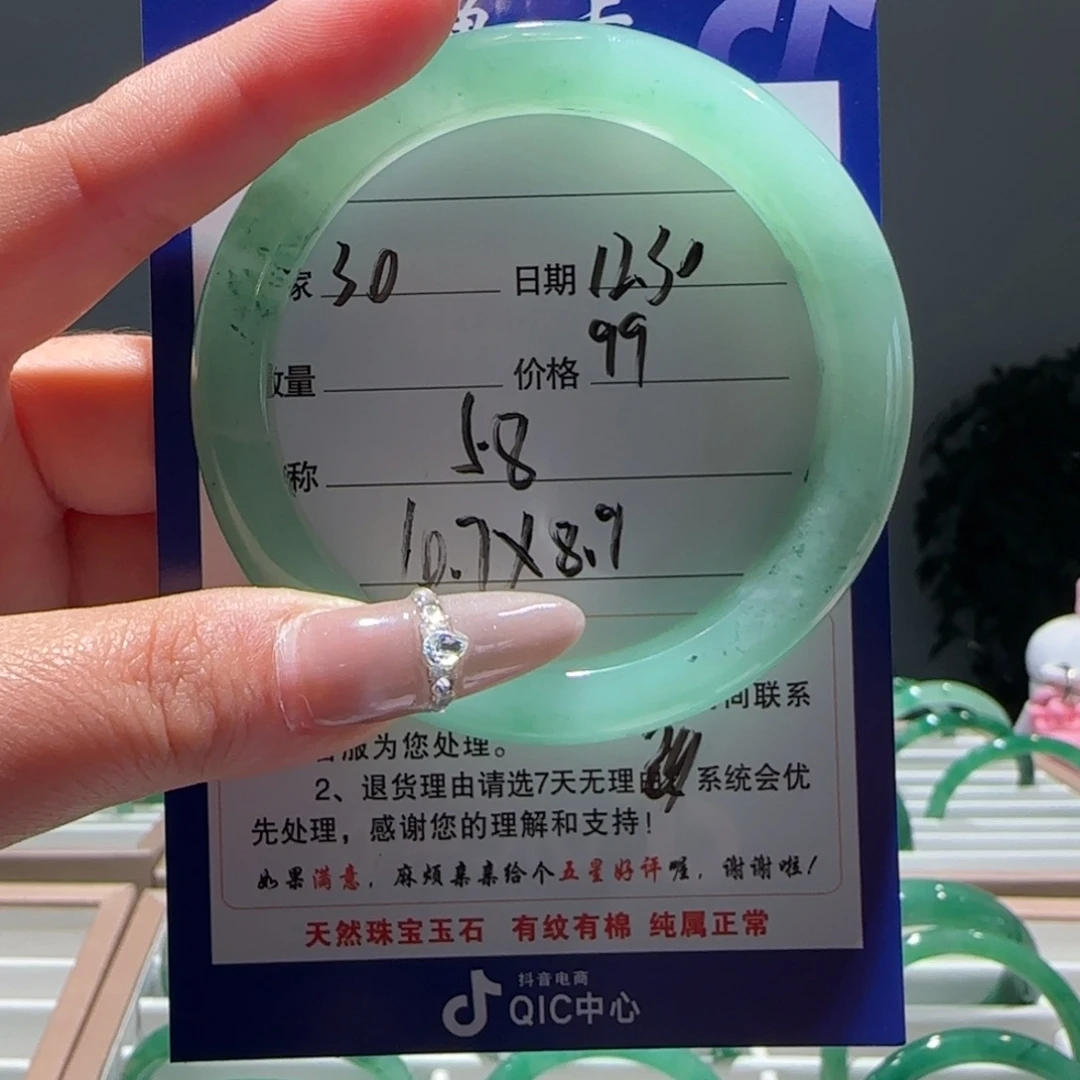 家 30 日期 12.30
数量 价格 99
称 58
10.7X8.9
问联系
客服为您处理。
2、退货理由请选7天无理由 系统会优
先处理，感谢您的理解和支持！
如果满意，麻烦亲亲给个五星好评喔，谢谢啦！
天然珠宝玉石 有纹有棉 纯属正常
抖音电商
QIC中心